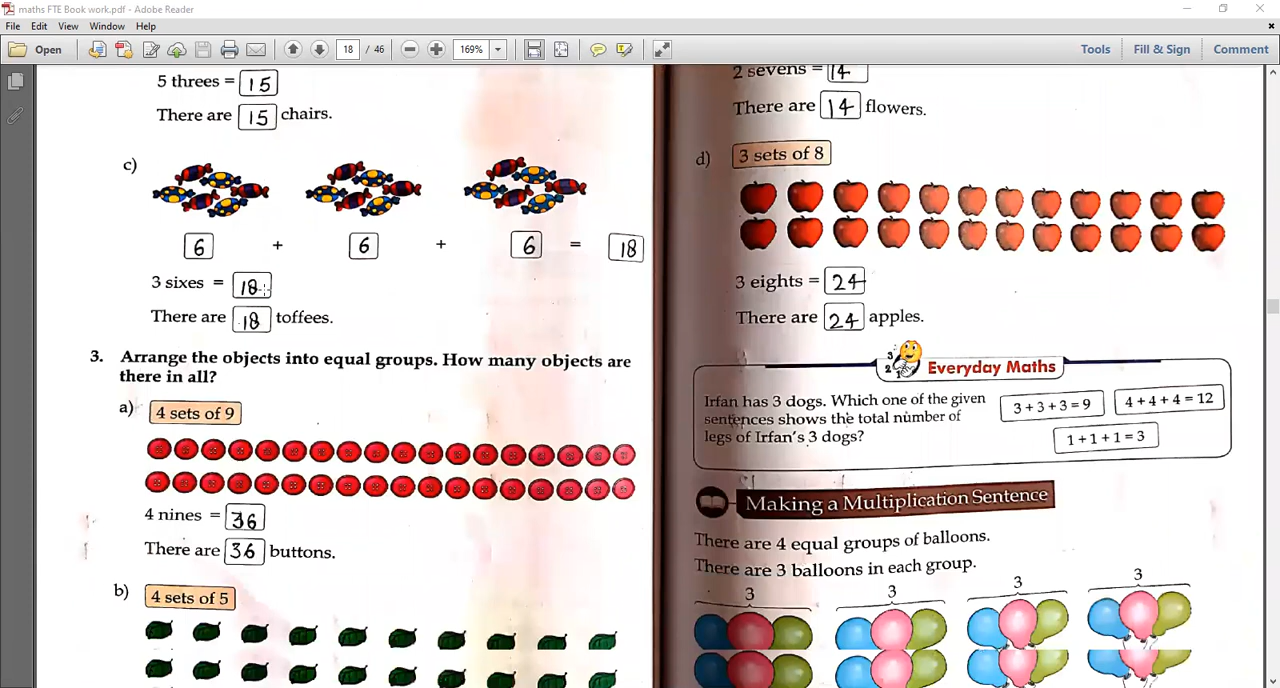 maths FTE Book work.pdf - Adobe Reader
File Edit View Window Help
Open 18 / 46 169% Tools Fill & Sign Comment
5 threes = 15
There are 15 chairs.
c)
6 + 6 + 6 = 18
3 sixes = 18
There are 18 toffees.
3. Arrange the objects into equal groups. How many objects are
there in all?
a) 4 sets of 9
4 nines = 36
There are 36 buttons.
b) 4 sets of 5
2 sevens = 14
There are 14 flowers.
d) 3 sets of 8
3 eights = 24
There are 24 apples.
Everyday Maths
Irfan has 3 dogs. Which one of the given
sentences shows the total number of
legs of Irfan's 3 dogs?
3 + 3 + 3 = 9
4 + 4 + 4 = 12
1 + 1 + 1 = 3
Making a Multiplication Sentence
There are 4 equal groups of balloons.
There are 3 balloons in each group.
3 3 3 3